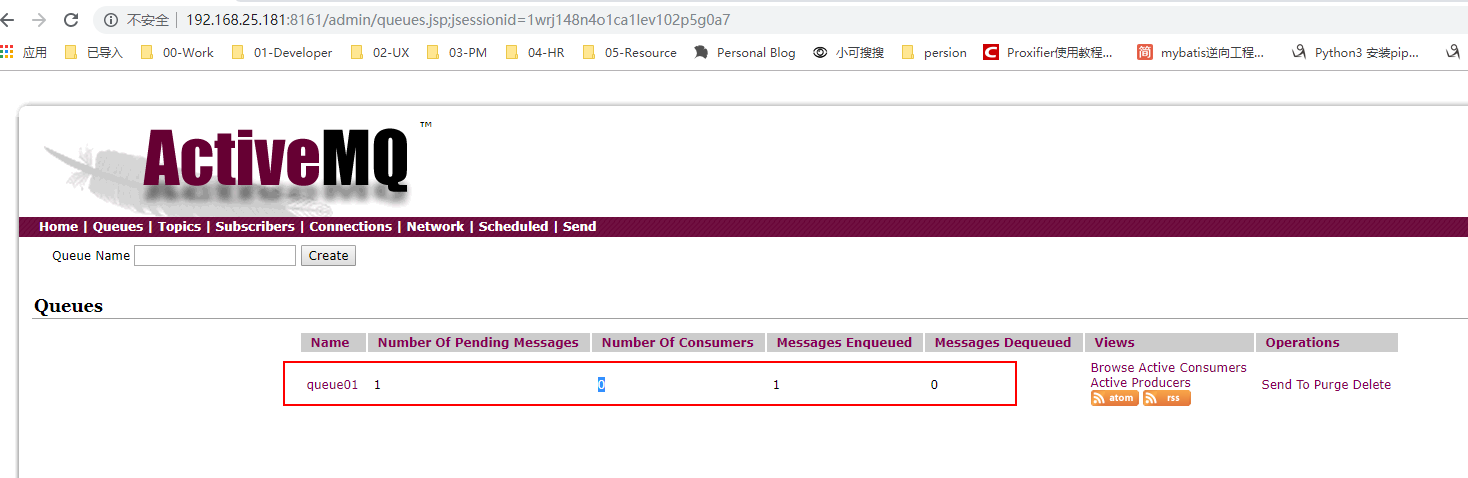 不安全 192.168.25.181:8161/admin/queues.jsp;jsessionid=1wrj148n4o1ca1lev102p5g0a7
应用 已导入 00-Work 01-Developer 02-UX 03-PM 04-HR 05-Resource Personal Blog 小可搜搜 persion Proxifier使用教程... 简 mybatis逆向工程... Python3 安装pip...
ActiveMQ ™
Home | Queues | Topics | Subscribers | Connections | Network | Scheduled | Send
Queue Name Create
Queues
Name Number Of Pending Messages Number Of Consumers Messages Enqueued Messages Dequeued Views Operations
queue01 1 0 1 0 Browse Active Consumers
Active Producers
atom rss
Send To Purge Delete